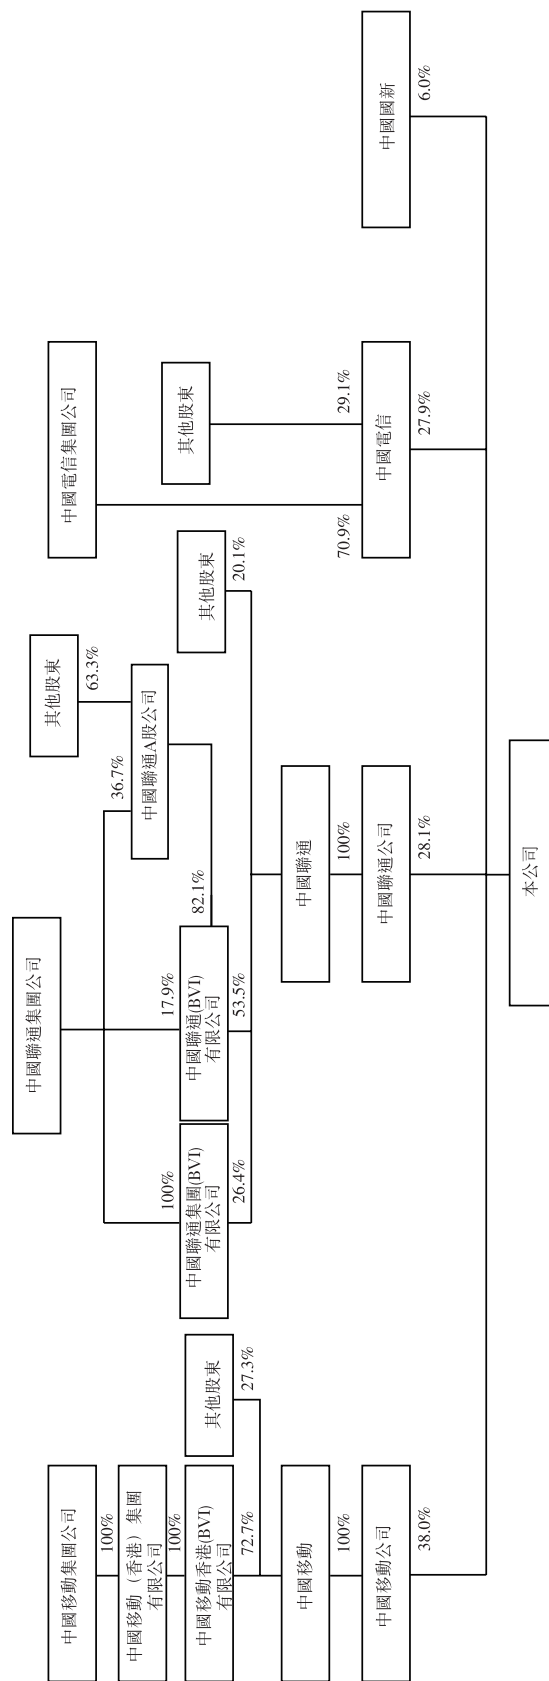 中國移動集團公司
100%
中國移動（香港）集團
有限公司
100%
中國移動香港(BVI)
有限公司
72.7%
其他股東
27.3%
中國移動
100%
中國移動公司
38.0%
中國聯通集團公司
100%
中國聯通集團(BVI)
有限公司
26.4%
17.9%
中國聯通(BVI)
有限公司
53.5%
36.7%
其他股東
63.3%
中國聯通A股公司
82.1%
其他股東
20.1%
中國聯通
100%
中國聯通公司
28.1%
中國電信集團公司
70.9%
其他股東
29.1%
中國電信
27.9%
中國國新
6.0%
本公司